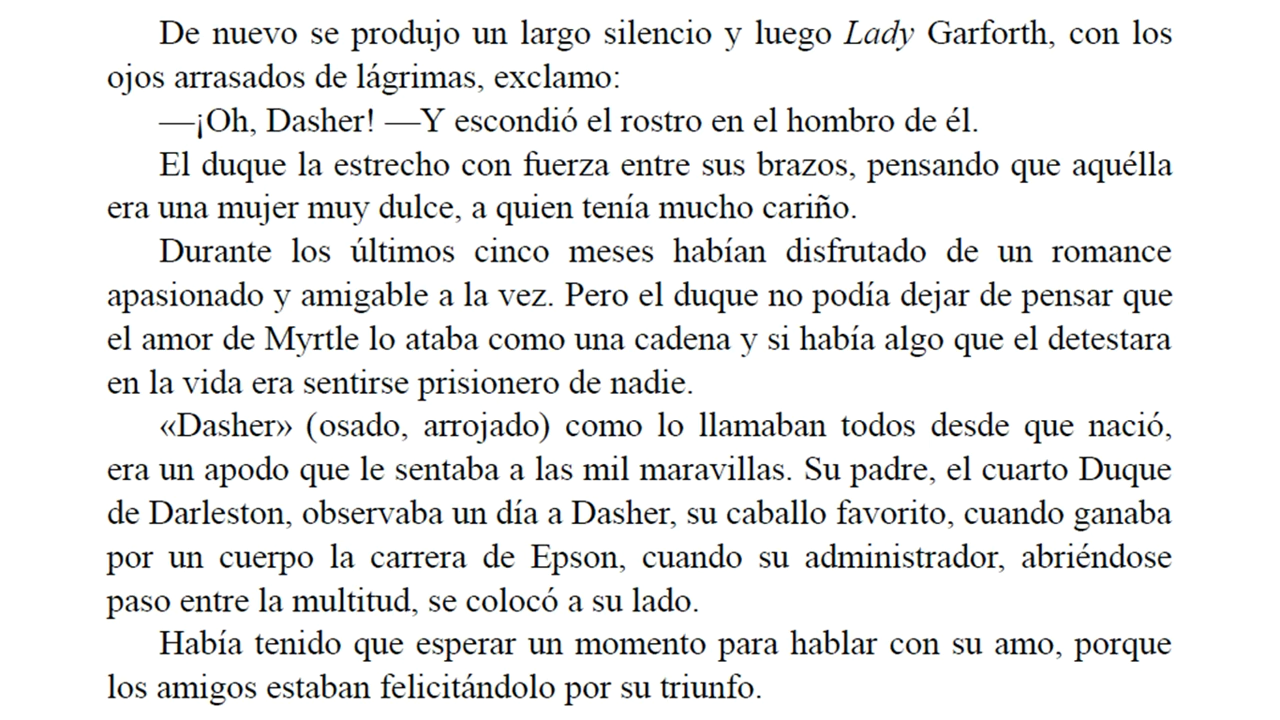 De nuevo se produjo un largo silencio y luego Lady Garforth, con los
ojos arrasados de lágrimas, exclamo:
—¡Oh, Dasher! —Y escondió el rostro en el hombro de él.
El duque la estrecho con fuerza entre sus brazos, pensando que aquélla
era una mujer muy dulce, a quien tenía mucho cariño.
Durante los últimos cinco meses habían disfrutado de un romance
apasionado y amigable a la vez. Pero el duque no podía dejar de pensar que
el amor de Myrtle lo ataba como una cadena y si había algo que el detestara
en la vida era sentirse prisionero de nadie.
«Dasher» (osado, arrojado) como lo llamaban todos desde que nació,
era un apodo que le sentaba a las mil maravillas. Su padre, el cuarto Duque
de Darleston, observaba un día a Dasher, su caballo favorito, cuando ganaba
por un cuerpo la carrera de Epson, cuando su administrador, abriéndose
paso entre la multitud, se colocó a su lado.
Había tenido que esperar un momento para hablar con su amo, porque
los amigos estaban felicitándolo por su triunfo.